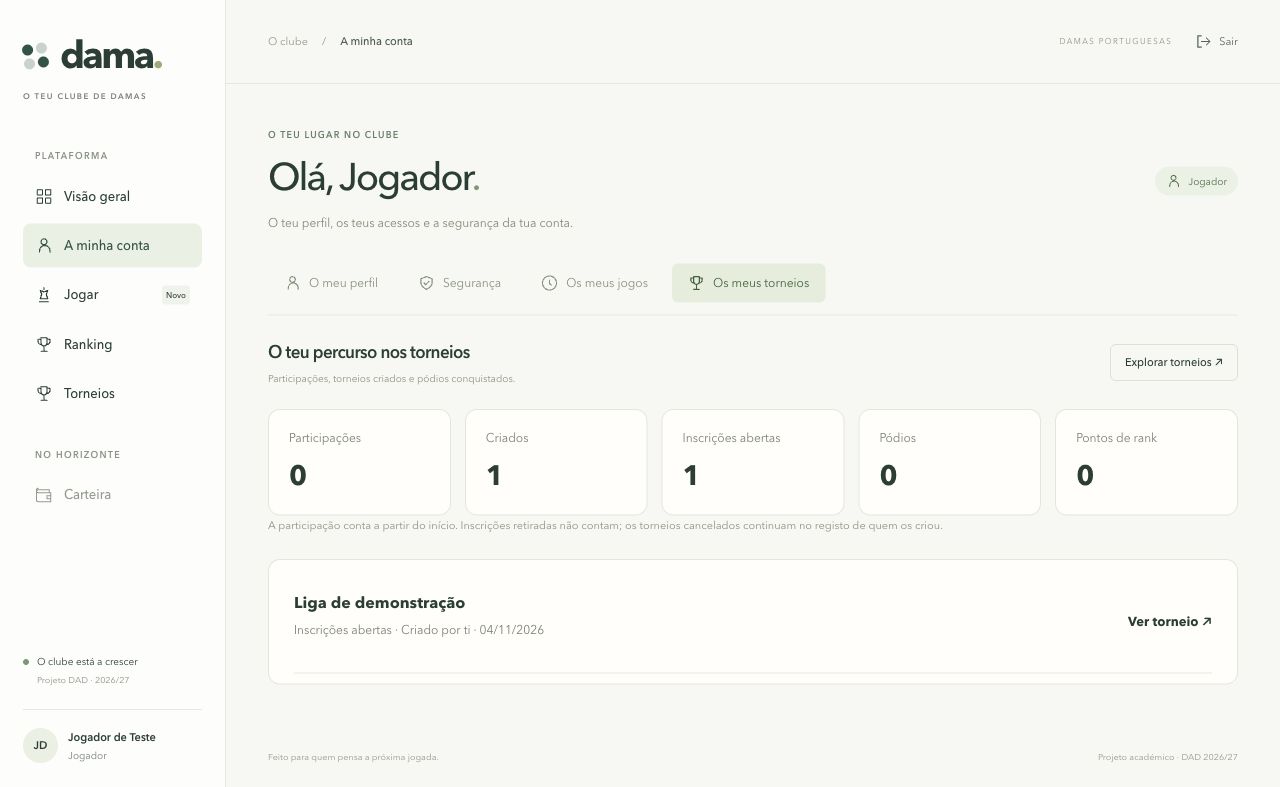 dama.
O TEU CLUBE DE DAMAS
PLATAFORMA
Visão geral
A minha conta
Jogar Novo
Ranking
Torneios
NO HORIZONTE
Carteira
O clube está a crescer
Projeto DAD · 2026/27
JD
Jogador de Teste
Jogador
O clube / A minha conta
DAMAS PORTUGUESAS
Sair
O TEU LUGAR NO CLUBE
Olá, Jogador.
Jogador
O teu perfil, os teus acessos e a segurança da tua conta.
O meu perfil
Segurança
Os meus jogos
Os meus torneios
O teu percurso nos torneios
Participações, torneios criados e pódios conquistados.
Explorar torneios ↗
Participações
0
Criados
1
Inscrições abertas
1
Pódios
0
Pontos de rank
0
A participação conta a partir do início. Inscrições retiradas não contam; os torneios cancelados continuam no registo de quem os criou.
Liga de demonstração
Inscrições abertas · Criado por ti · 04/11/2026
Ver torneio ↗
Feito para quem pensa a próxima jogada.
Projeto académico · DAD 2026/27